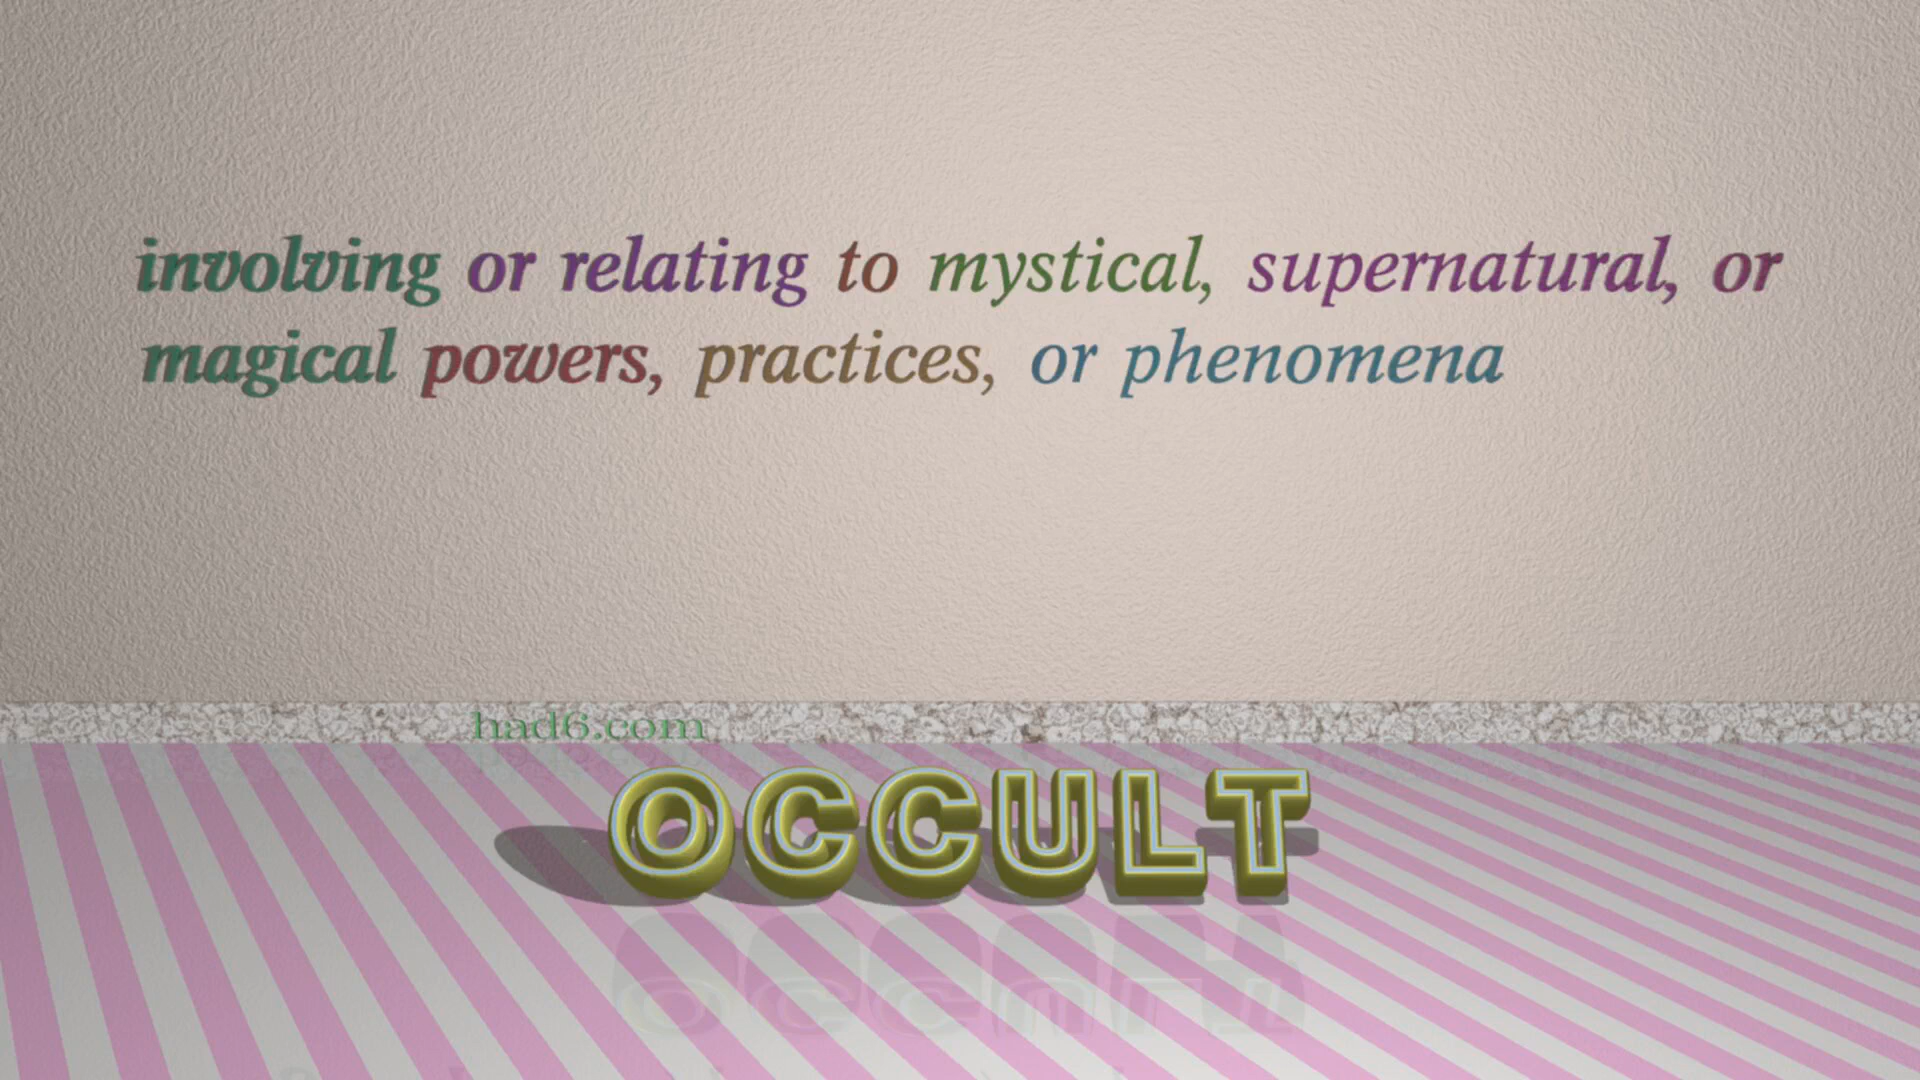 involving or relating to mystical, supernatural, or
magical powers, practices, or phenomena
had6.com
OCCULT